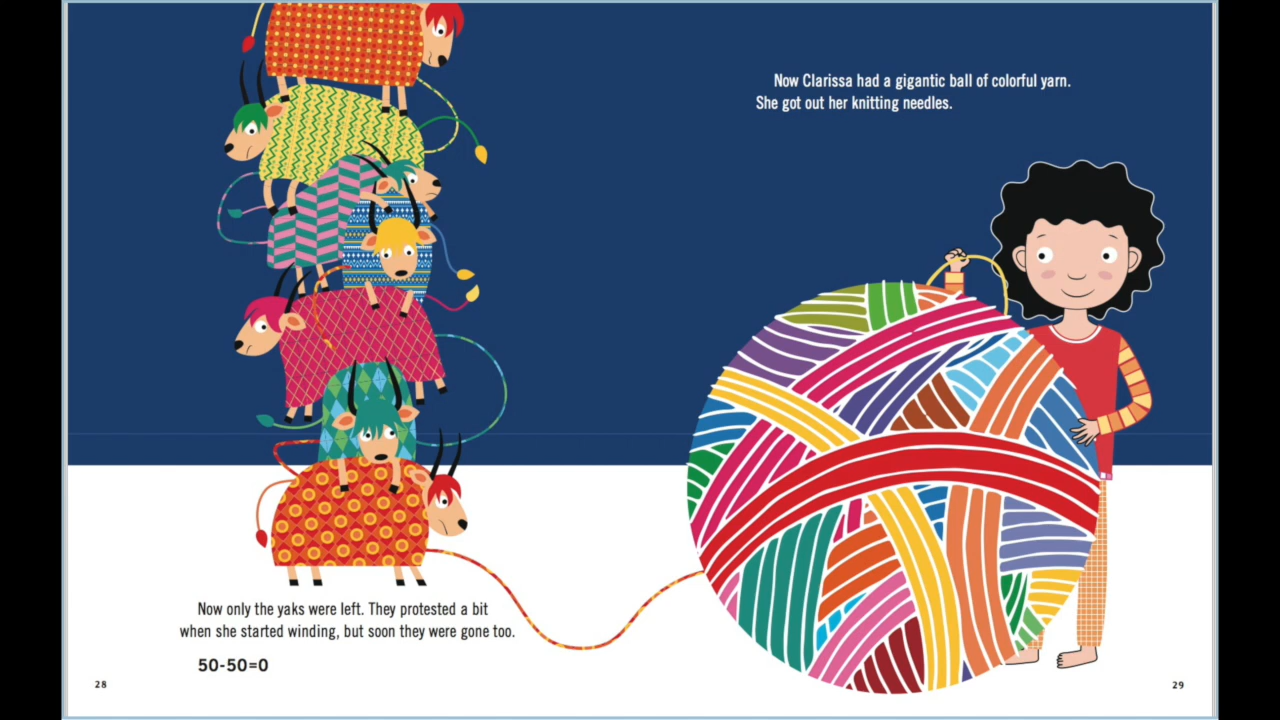 Now only the yaks were left. They protested a bit
when she started winding, but soon they were gone too.
50-50=0
28
Now Clarissa had a gigantic ball of colorful yarn.
She got out her knitting needles.
29